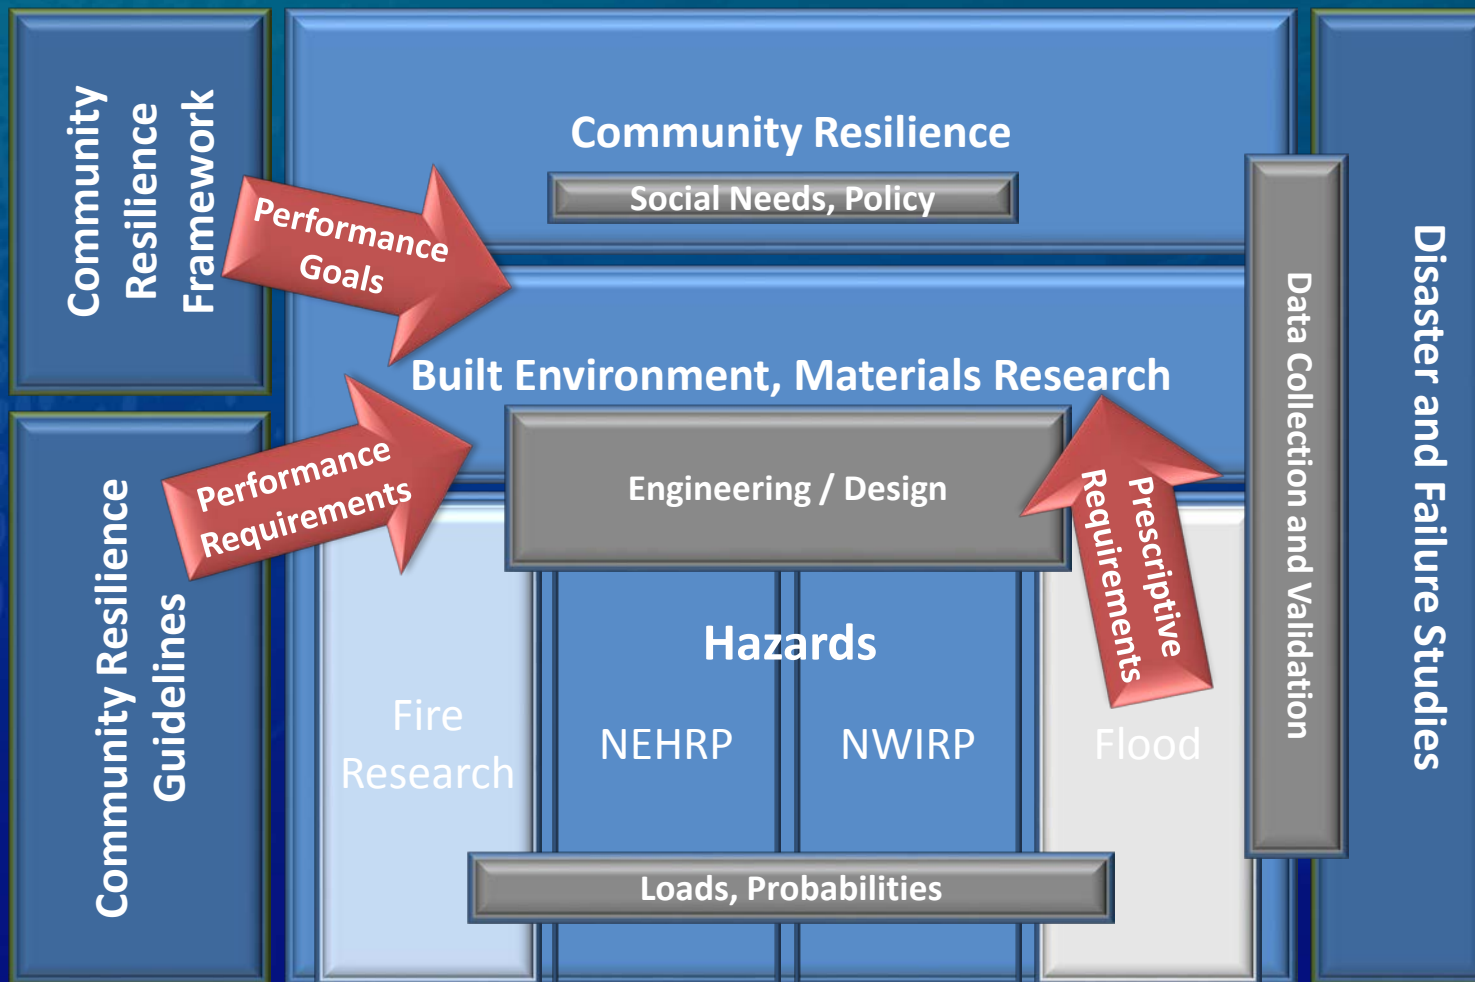 Community
Resilience
Framework
Community Resilience
Social Needs, Policy
Performance
Goals
Built Environment, Materials Research
Performance
Requirements
Engineering / Design
Prescriptive
Requirements
Community Resilience
Guidelines
Hazards
Fire
Research
NEHRP
NWIRP
Flood
Loads, Probabilities
Data Collection and Validation
Disaster and Failure Studies